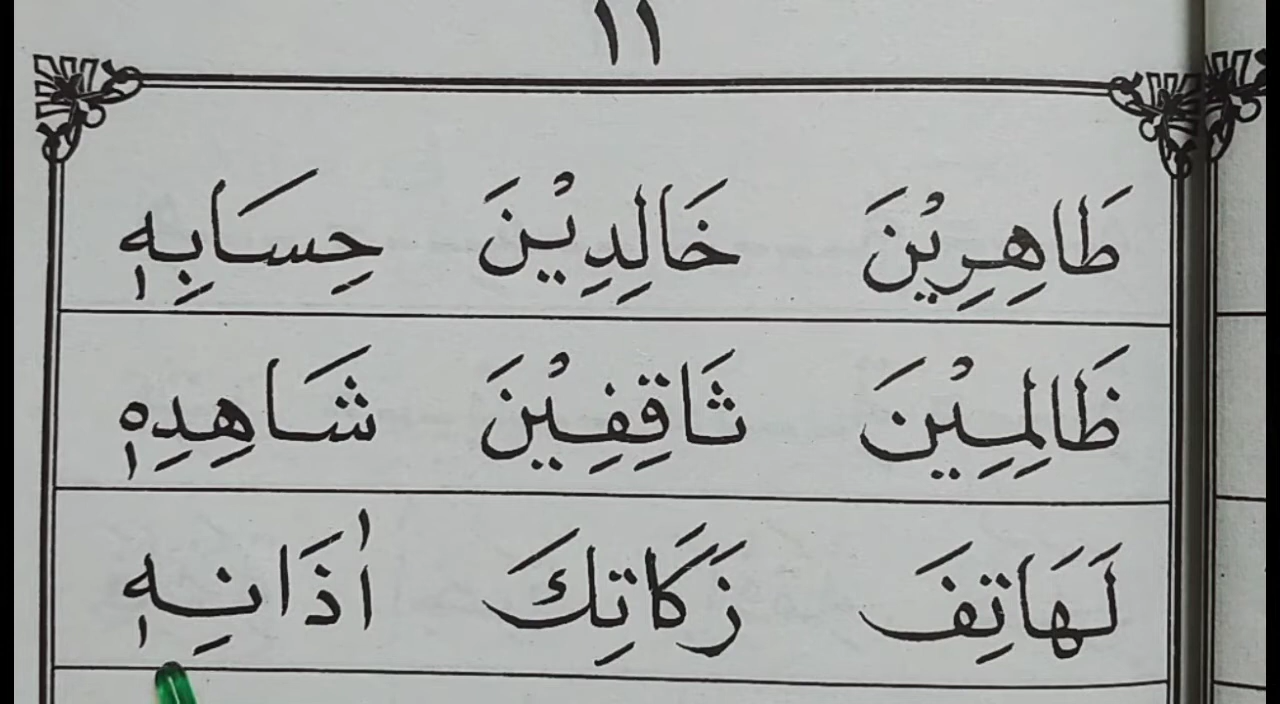 ١١
طَاهِرِيْنَ خَالِدِيْنَ حِسَابِهٖ
ظَالِمِيْنَ ثَاقِفِيْنَ شَاهِدِهٖ
لَهَاتِفَ زَكَاتِكَ اٰذَانِهٖ